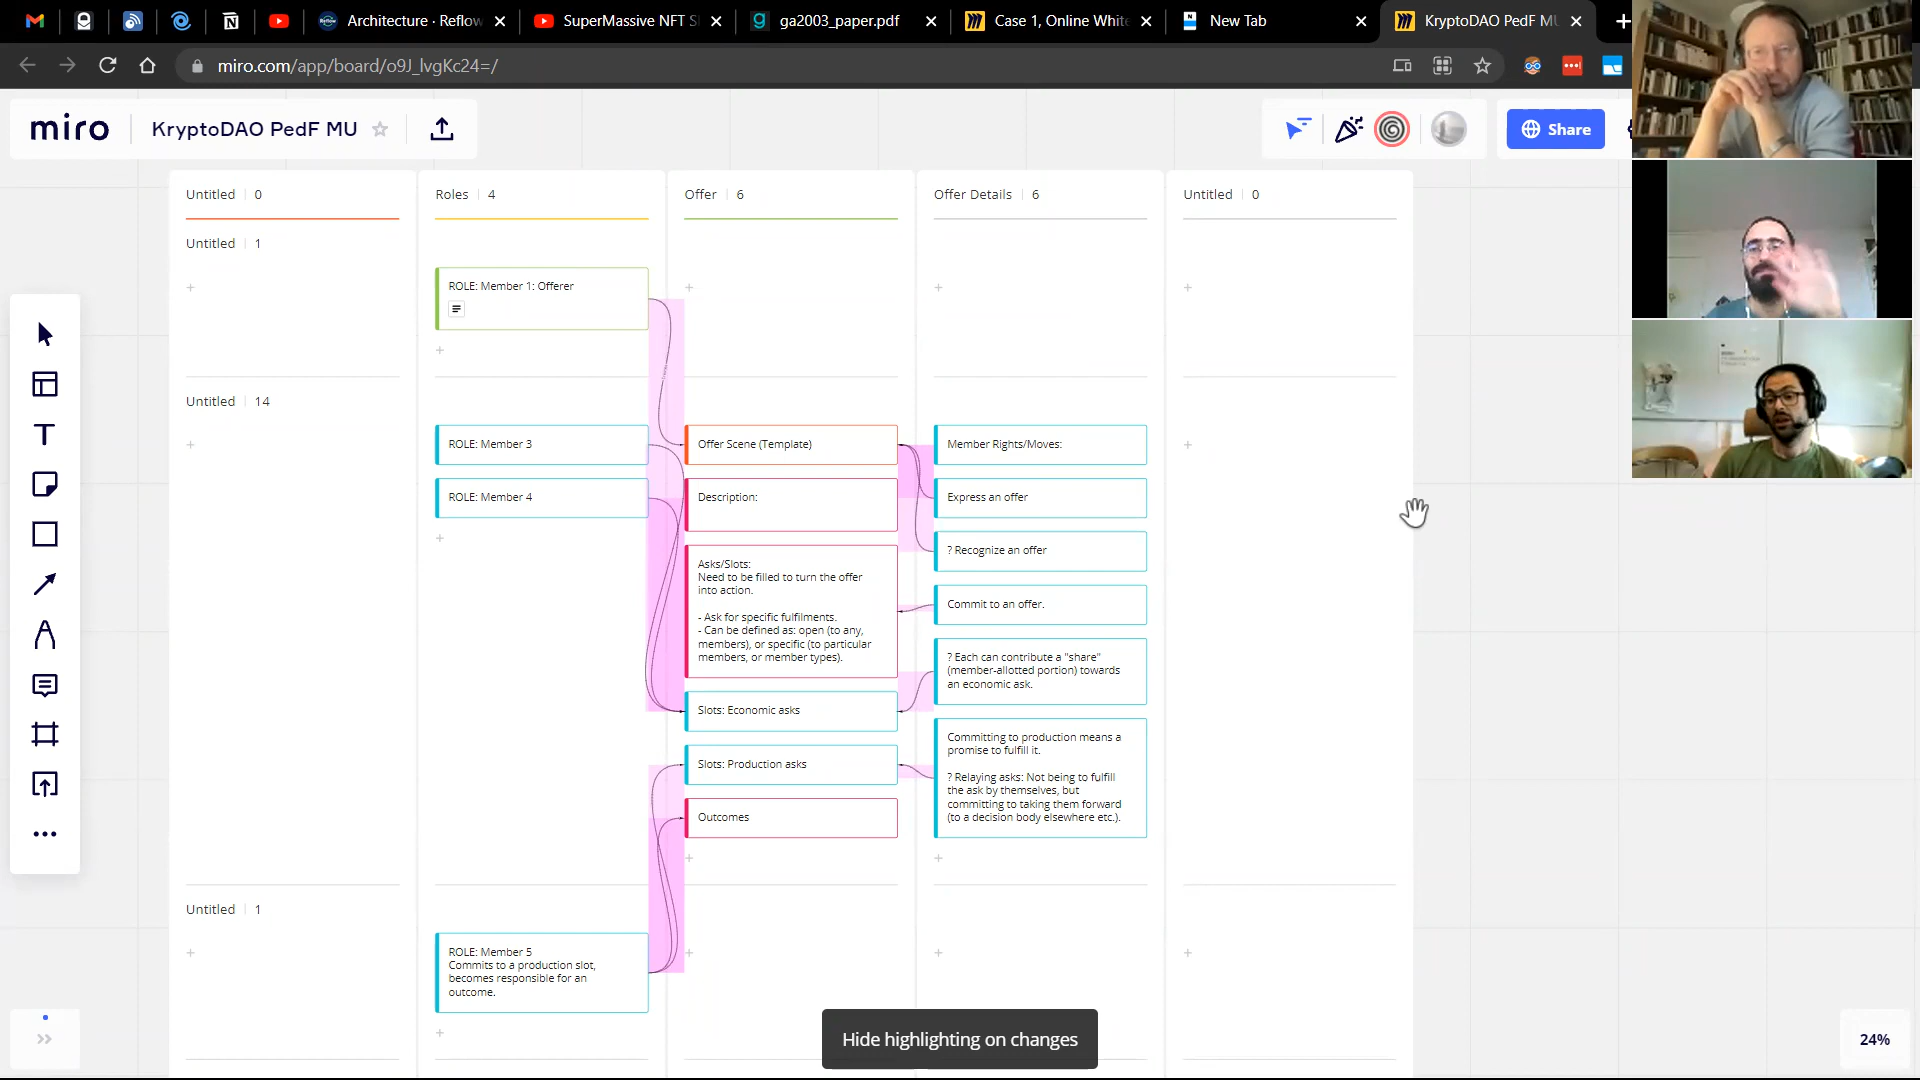 Architecture · Reflow
SuperMassive NFT S
ga2003_paper.pdf
Case 1, Online White
New Tab
KryptoDAO PedF MU
miro.com/app/board/o9J_lvgKc24=/
miro
KryptoDAO PedF MU
Share
Untitled 0
Roles 4
Offer 6
Offer Details 6
Untitled 0
Untitled 1
ROLE: Member 1: Offerer
Untitled 14
ROLE: Member 3
ROLE: Member 4
Offer Scene (Template)
Description:
Asks/Slots:
Need to be filled to turn the offer
into action.
- Ask for specific fulfilments.
- Can be defined as: open (to any,
members), or specific (to particular
members, or member types).
Slots: Economic asks
Slots: Production asks
Outcomes
Member Rights/Moves:
Express an offer
? Recognize an offer
Commit to an offer.
? Each can contribute a "share"
(member-allotted portion) towards
an economic ask.
Committing to production means a
promise to fulfill it.
? Relaying asks: Not being to fulfill
the ask by themselves, but
committing to taking them forward
(to a decision body elsewhere etc.).
Untitled 1
ROLE: Member 5
Commits to a production slot,
becomes responsible for an
outcome.
Hide highlighting on changes
24%